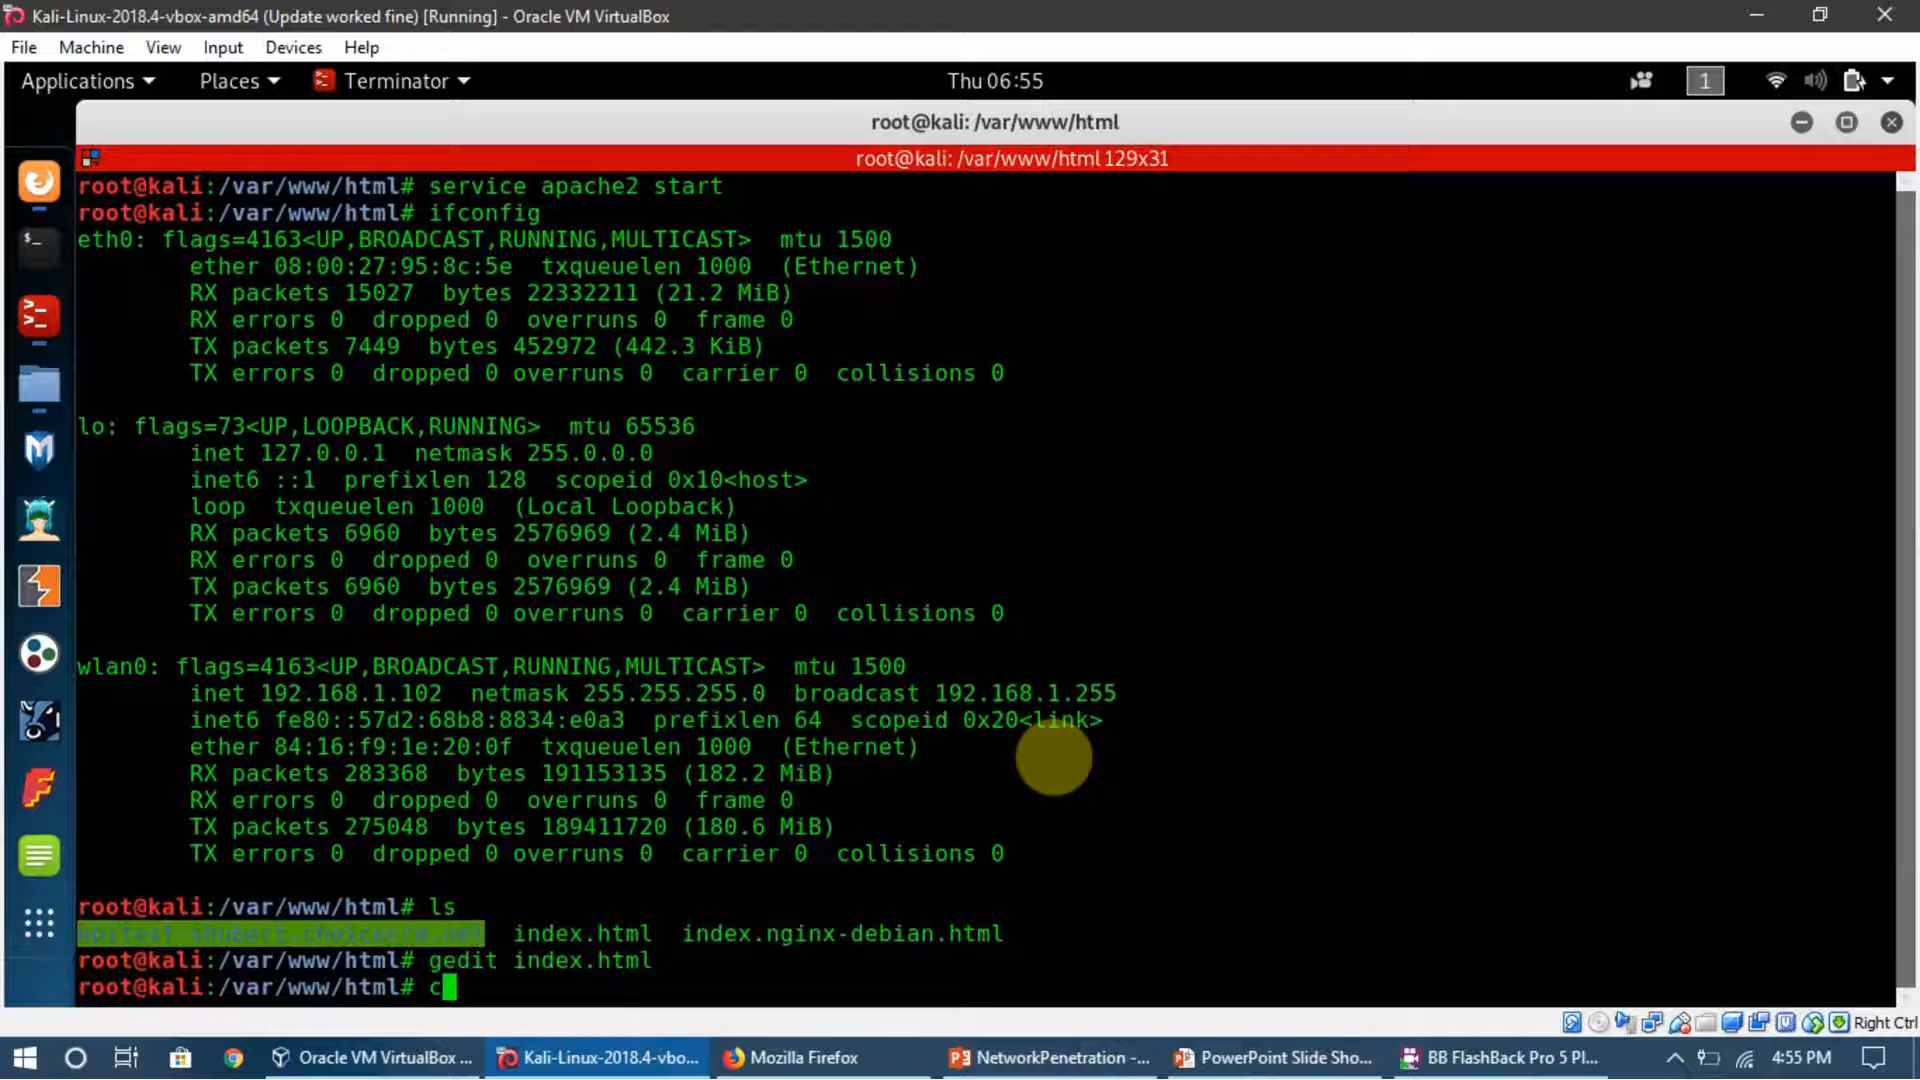 Kali-Linux-2018.4-vbox-amd64 (Update worked fine) [Running] - Oracle VM VirtualBox
File Machine View Input Devices Help
Applications Places Terminator Thu 06:55 1
root@kali: /var/www/html
root@kali: /var/www/html 129x31
root@kali:/var/www/html# service apache2 start
root@kali:/var/www/html# ifconfig
eth0: flags=4163<UP,BROADCAST,RUNNING,MULTICAST> mtu 1500
ether 08:00:27:95:8c:5e txqueuelen 1000 (Ethernet)
RX packets 15027 bytes 22332211 (21.2 MiB)
RX errors 0 dropped 0 overruns 0 frame 0
TX packets 7449 bytes 452972 (442.3 KiB)
TX errors 0 dropped 0 overruns 0 carrier 0 collisions 0
lo: flags=73<UP,LOOPBACK,RUNNING> mtu 65536
inet 127.0.0.1 netmask 255.0.0.0
inet6 ::1 prefixlen 128 scopeid 0x10<host>
loop txqueuelen 1000 (Local Loopback)
RX packets 6960 bytes 2576969 (2.4 MiB)
RX errors 0 dropped 0 overruns 0 frame 0
TX packets 6960 bytes 2576969 (2.4 MiB)
TX errors 0 dropped 0 overruns 0 carrier 0 collisions 0
wlan0: flags=4163<UP,BROADCAST,RUNNING,MULTICAST> mtu 1500
inet 192.168.1.102 netmask 255.255.255.0 broadcast 192.168.1.255
inet6 fe80::57d2:68b8:8834:e0a3 prefixlen 64 scopeid 0x20<link>
ether 84:16:f9:1e:20:0f txqueuelen 1000 (Ethernet)
RX packets 283368 bytes 191153135 (182.2 MiB)
RX errors 0 dropped 0 overruns 0 frame 0
TX packets 275048 bytes 189411720 (180.6 MiB)
TX errors 0 dropped 0 overruns 0 carrier 0 collisions 0
root@kali:/var/www/html# ls
index.html index.nginx-debian.html
root@kali:/var/www/html# gedit index.html
root@kali:/var/www/html# c
Right Ctrl
Oracle VM VirtualBox ... Kali-Linux-2018.4-vbo... Mozilla Firefox NetworkPenetration -... PowerPoint Slide Sho... BB FlashBack Pro 5 Pl... 4:55 PM